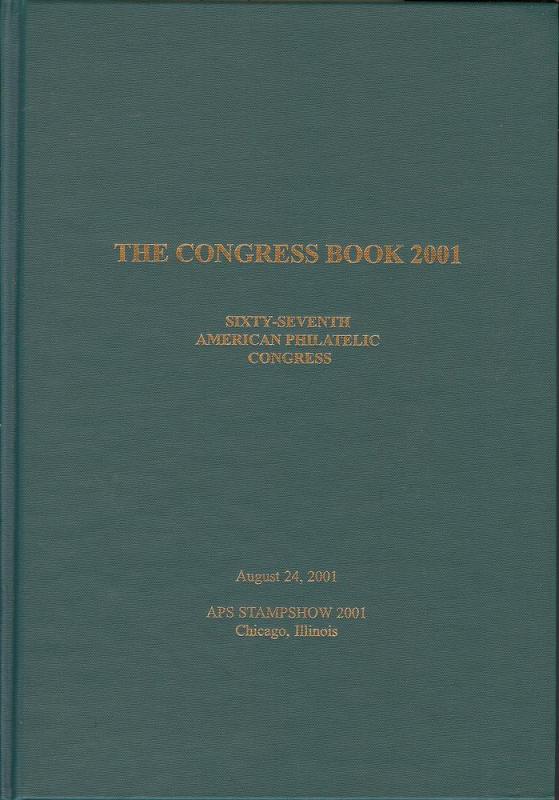 THE CONGRESS BOOK 2001
SIXTY-SEVENTH
AMERICAN PHILATELIC
CONGRESS
August 24, 2001
APS STAMPSHOW 2001
Chicago, Illinois